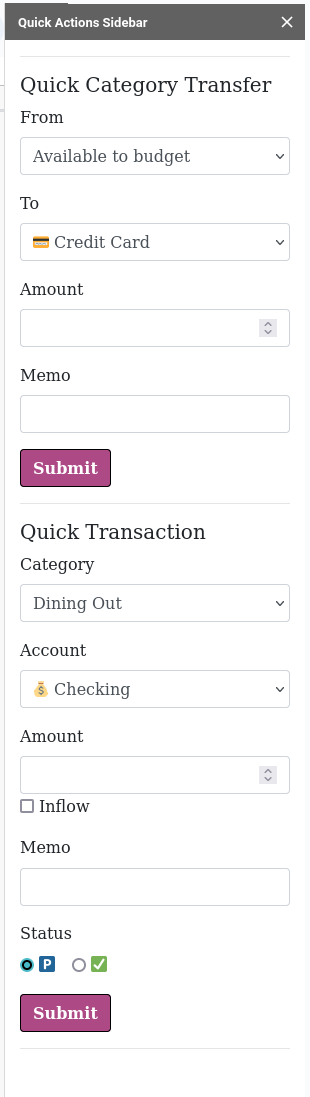 Quick Actions Sidebar
Quick Category Transfer
From
Available to budget
To
💳 Credit Card
Amount
Memo
Submit
Quick Transaction
Category
Dining Out
Account
💰 Checking
Amount
Inflow
Memo
Status
🅿 ✅
Submit